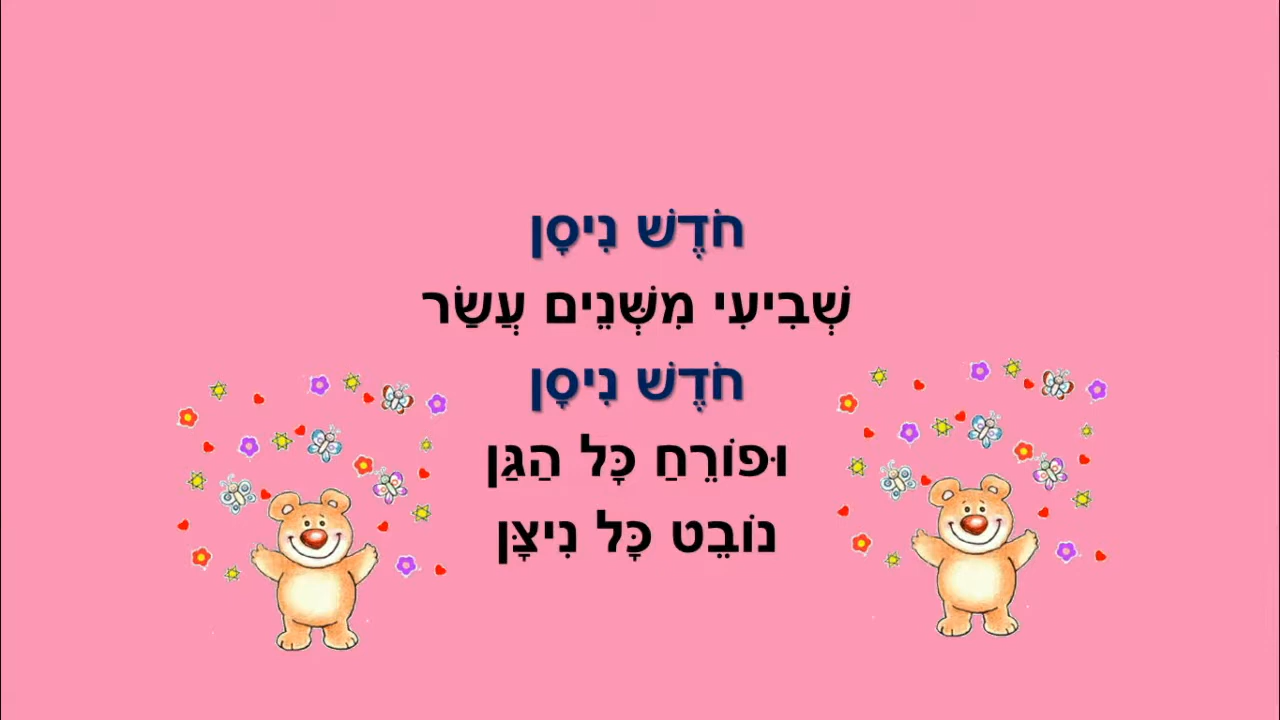 חֹדֶשׁ נִיסָן
שְׁבִיעִי מִשְּׁנֵים עֲשַׂר
חֹדֶשׁ נִיסָן
וּפוֹרֵחַ כָּל הַגַּן
נוֹבֵט כָּל נִיצָּן